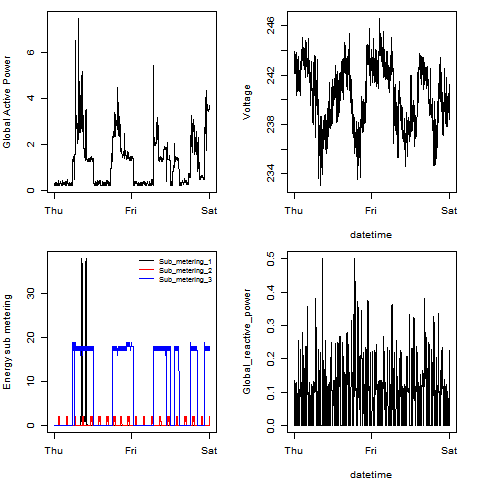 Global Active Power
0
2
4
6
Thu
Fri
Sat
Voltage
234
238
242
246
Thu
Fri
Sat
datetime
Energy sub metering
0
10
20
30
Sub_metering_1
Sub_metering_2
Sub_metering_3
Thu
Fri
Sat
Global_reactive_power
0.0
0.1
0.2
0.3
0.4
0.5
Thu
Fri
Sat
datetime